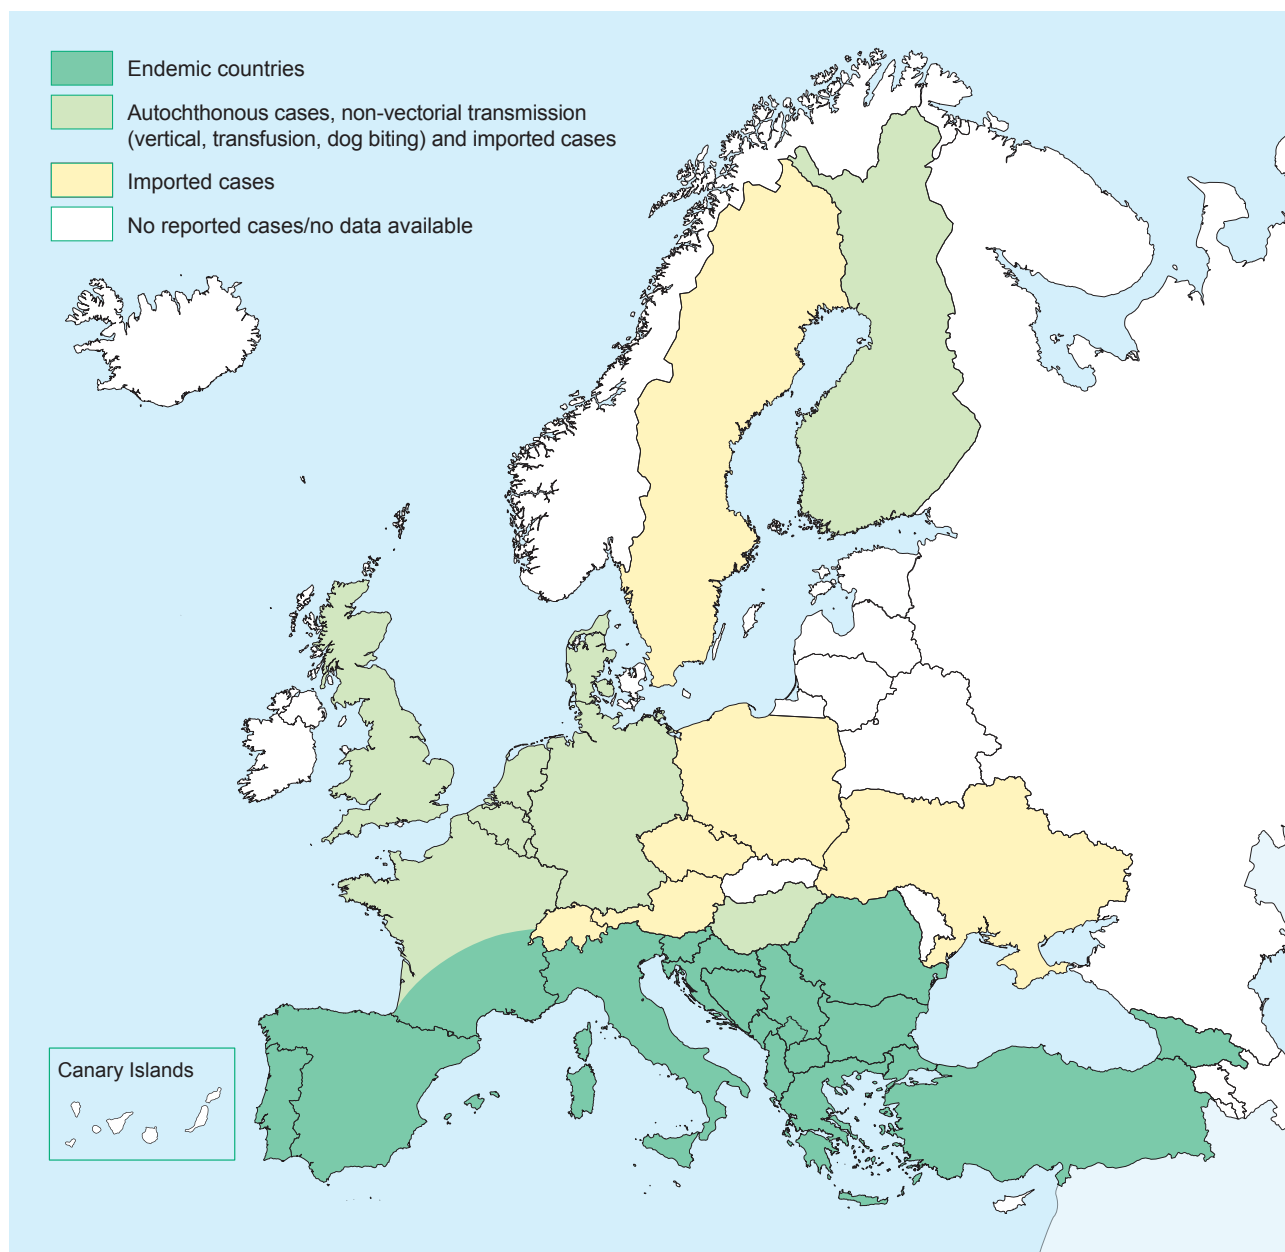 Endemic countries
Autochthonous cases, non-vectorial transmission
(vertical, transfusion, dog biting) and imported cases
Imported cases
No reported cases/no data available
Canary Islands